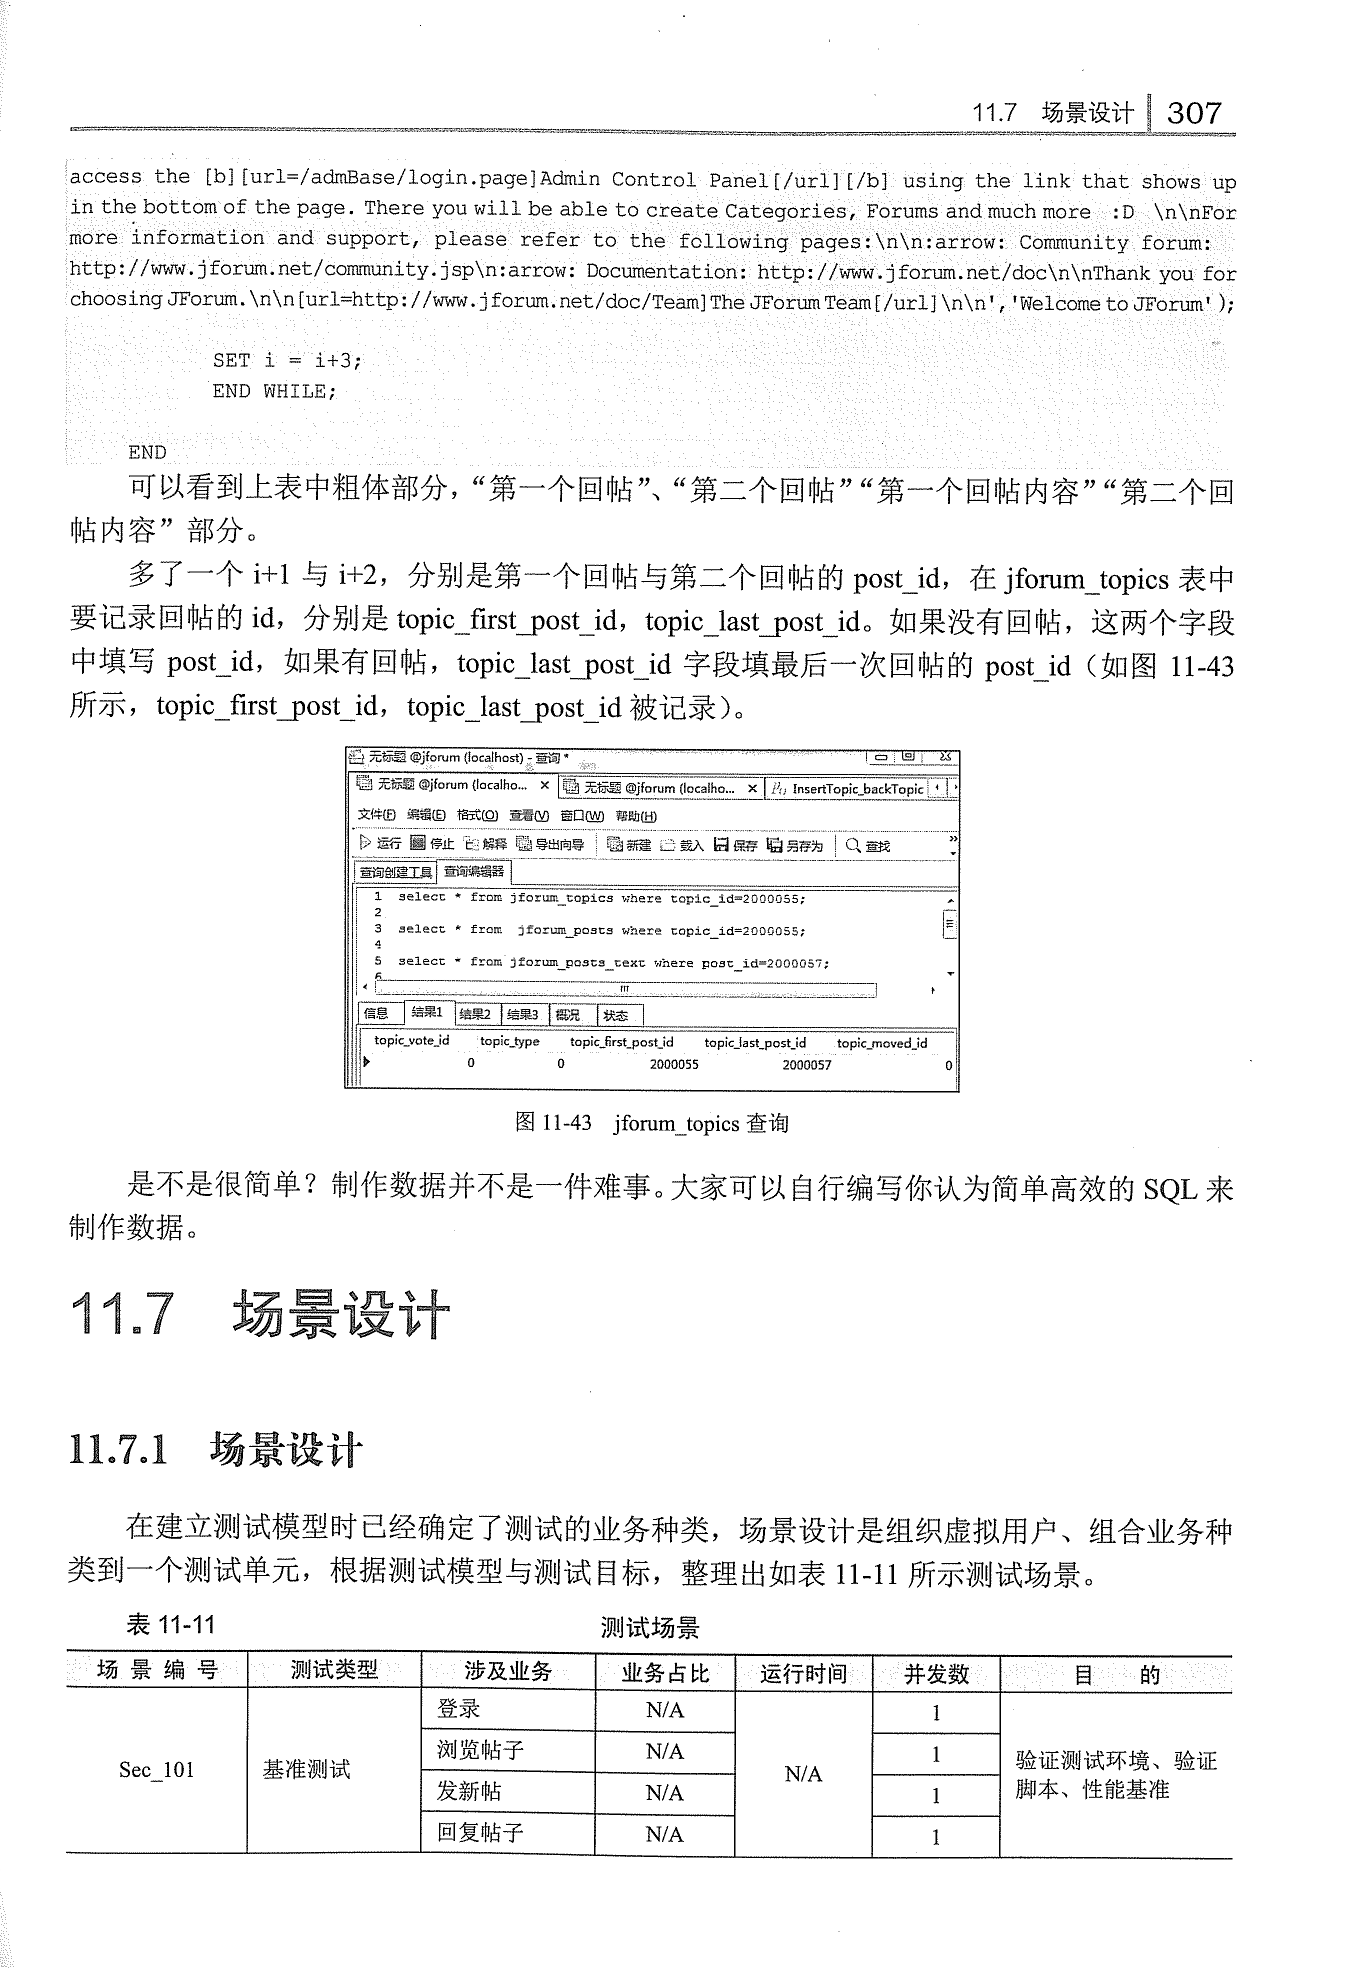 11.7 场景设计 307
access the [b][url=/admBase/login.page]Admin Control Panel[/url][/b] using the link that shows up
in the bottom of the page. There you will be able to create Categories, Forums and much more :D \n\nFor
more information and support, please refer to the following pages:\n\n:arrow: Community forum:
http://www.jforum.net/community.jsp\n:arrow: Documentation: http://www.jforum.net/doc\n\nThank you for
choosing JForum.\n\n[url=http://www.jforum.net/doc/Team]The JForum Team[/url]\n\n','Welcome to JForum' );
SET i = i+3;
END WHILE;
END
可以看到上表中粗体部分，“第一个回帖”、“第二个回帖”“第一个回帖内容”“第二个回
帖内容”部分。
多了一个 i+1 与 i+2，分别是第一个回帖与第二个回帖的 post_id，在 jforum_topics 表中
要记录回帖的 id，分别是 topic_first_post_id，topic_last_post_id。如果没有回帖，这两个字段
中填写 post_id，如果有回帖，topic_last_post_id 字段填最后一次回帖的 post_id（如图 11-43
所示，topic_first_post_id，topic_last_post_id 被记录）。
无标题 @jforum (localhost) - 查询 *
无标题 @jforum (localho... × 无标题 @jforum (localho... × InsertTopic_backTopic
文件(F) 编辑(E) 格式(O) 查看(V) 窗口(W) 帮助(H)
运行 停止 解释 导出向导 新建 载入 保存 另存为 查找 »
查询创建工具 查询编辑器
1 select * from jforum_topics where topic_id=2000055;
2
3 select * from jforum_posts where topic_id=2000055;
4
5 select * from jforum_posts_text where post_id=2000057;
6
信息 结果1 结果2 结果3 概况 状态
topic_vote_id topic_type topic_first_post_id topic_last_post_id topic_moved_id
0 0 2000055 2000057 0
图 11-43 jforum_topics 查询
是不是很简单？制作数据并不是一件难事。大家可以自行编写你认为简单高效的 SQL 来
制作数据。
11.7 场景设计
11.7.1 场景设计
在建立测试模型时已经确定了测试的业务种类，场景设计是组织虚拟用户、组合业务种
类到一个测试单元，根据测试模型与测试目标，整理出如表 11-11 所示测试场景。
表 11-11 测试场景
场景编号 测试类型 涉及业务 业务占比 运行时间 并发数 目 的
Sec_101 基准测试 登录 N/A N/A 1 验证测试环境、验证
脚本、性能基准
浏览帖子 N/A 1
发新帖 N/A 1
回复帖子 N/A 1